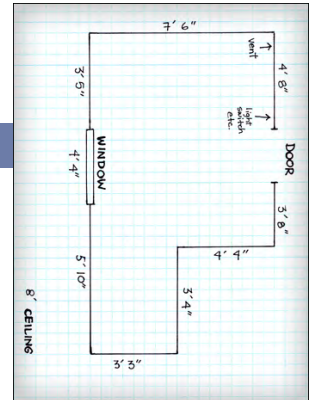 7' 6"
vent
4' 8"
light
switch
etc.
3' 5"
WINDOW
4' 4"
DOOR
3' 8"
4' 4"
5' 10"
3' 4"
3' 3"
8' CEILING